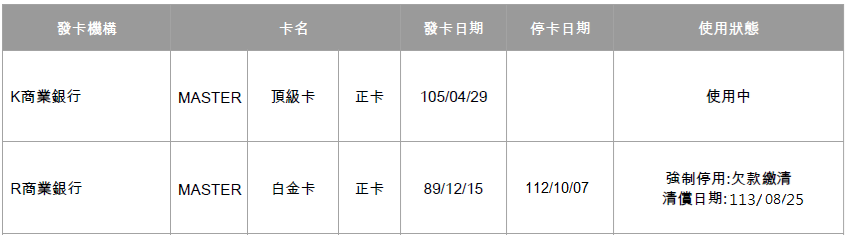 發卡機構 卡名 發卡日期 停卡日期 使用狀態
K商業銀行 MASTER 頂級卡 正卡 105/04/29 使用中
R商業銀行 MASTER 白金卡 正卡 89/12/15 112/10/07 強制停用:欠款繳清
清償日期:113/08/25